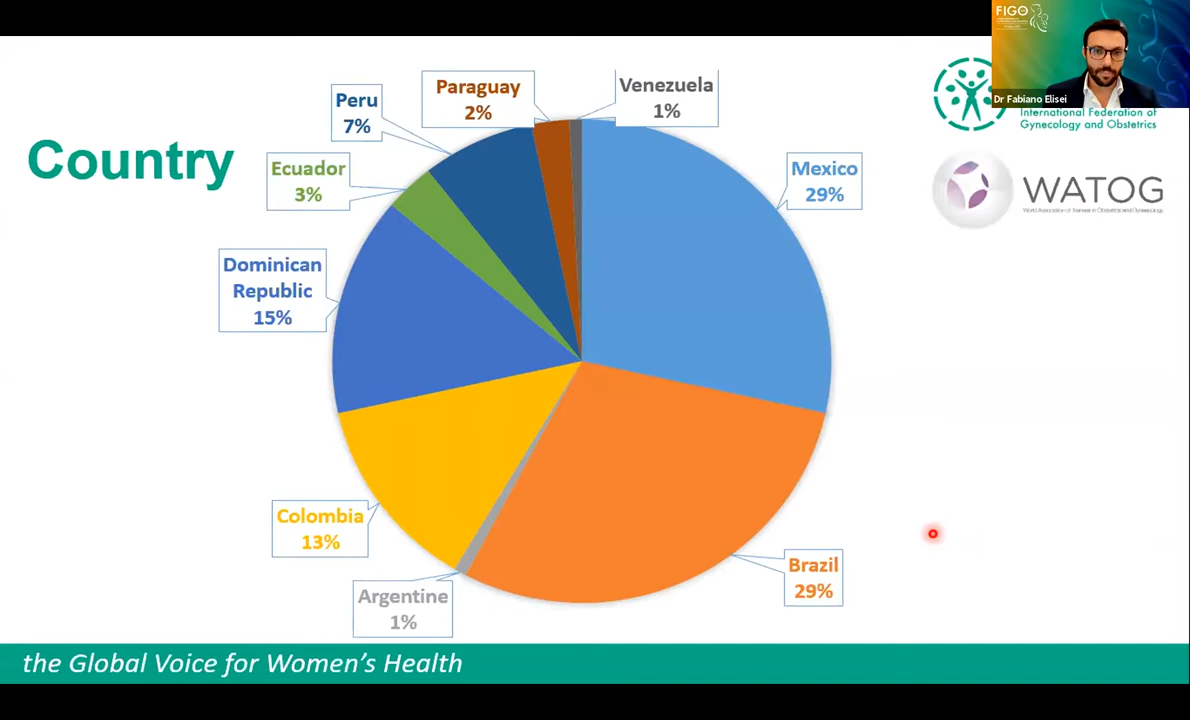 FIGO
Dr Fabiano Elisei
International Federation of
Gynecology and Obstetrics
WATOG
World Association of Trainees in Obstetrics and Gynecology
Country
Peru
7%
Paraguay
2%
Venezuela
1%
Ecuador
3%
Mexico
29%
Dominican
Republic
15%
Colombia
13%
Argentine
1%
Brazil
29%
the Global Voice for Women's Health